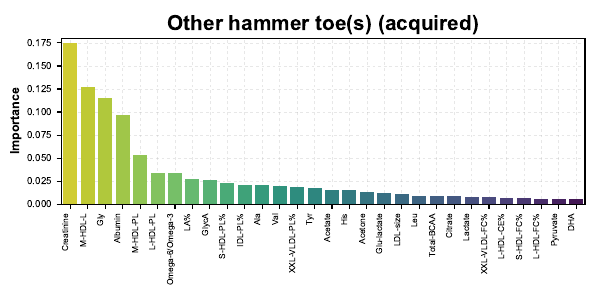 Other hammer toe(s) (acquired)
Importance
0.175
0.150
0.125
0.100
0.075
0.050
0.025
0.000
Creatinine
M-HDL-L
Gly
Albumin
M-HDL-PL
L-HDL-PL
Omega-6/Omega-3
LA%
GlycA
S-HDL-PL%
IDL-PL%
Ala
Val
XXL-VLDL-PL%
Tyr
Acetate
His
Acetone
Glu-lactate
LDL-size
Leu
Total-BCAA
Citrate
Lactate
XXL-VLDL-FC%
L-HDL-CE%
S-HDL-FC%
L-HDL-FC%
Pyruvate
DHA